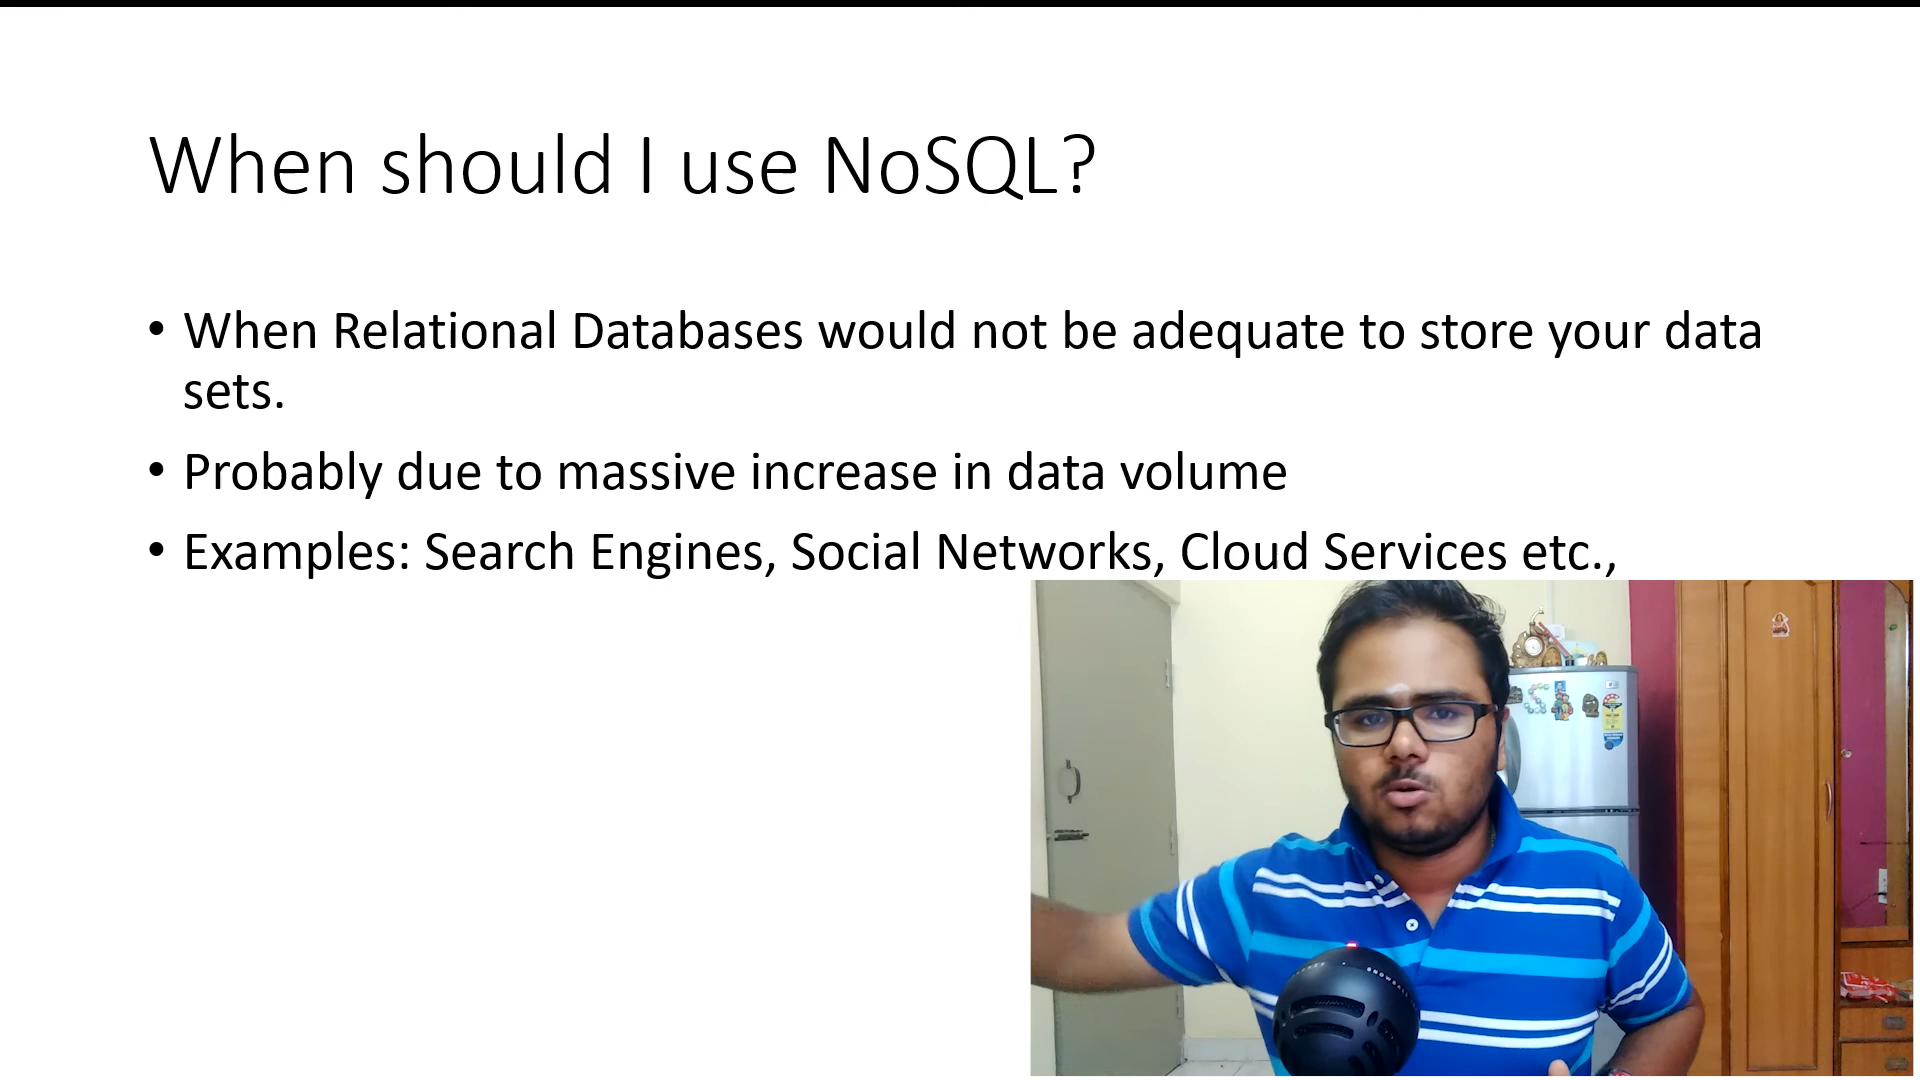 When should I use NoSQL?
• When Relational Databases would not be adequate to store your data
sets.
• Probably due to massive increase in data volume
• Examples: Search Engines, Social Networks, Cloud Services etc.,
SNOWBALL